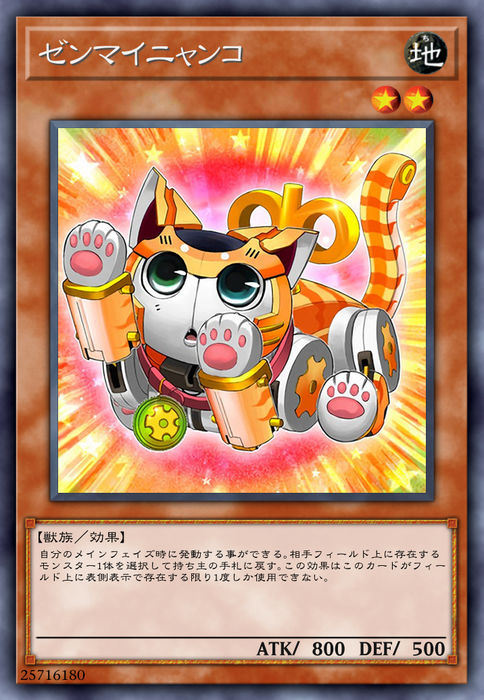 ゼンマイニャンコ
ち
地
【獣族／効果】
自分のメインフェイズ時に発動する事ができる。相手フィールド上に存在する
モンスター1体を選択して持ち主の手札に戻す。この効果はこのカードがフィー
ルド上に表側表示で存在する限り1度しか使用できない。
ATK/ 800 DEF/ 500
25716180